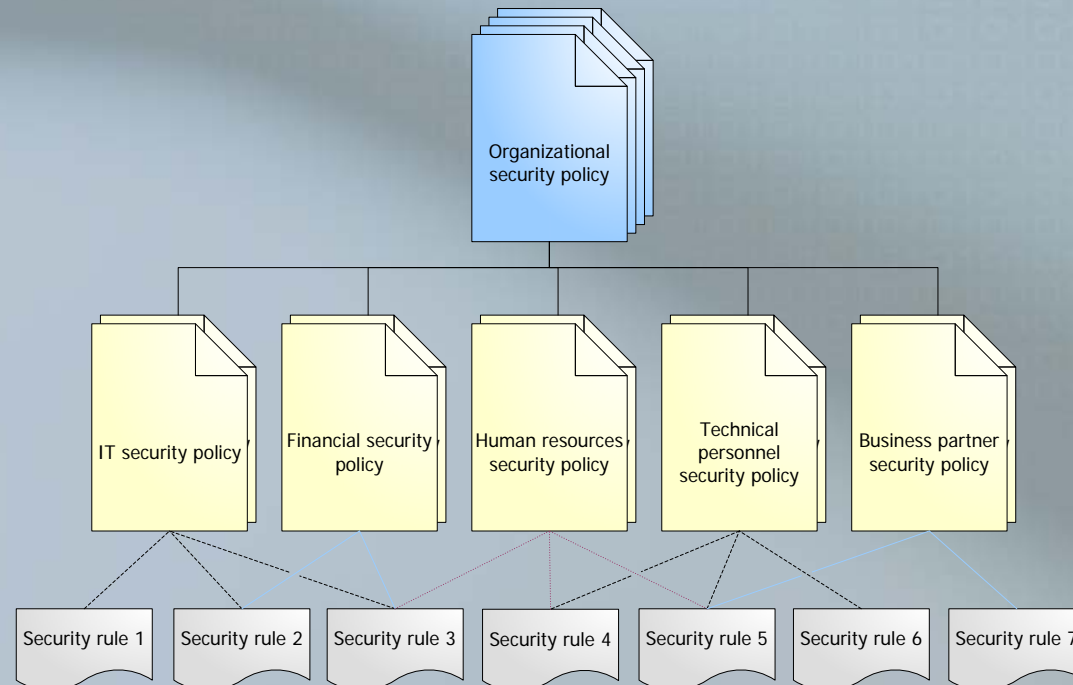 Organizational
security policy
IT security policy
Financial security
policy
Human resources
security policy
Technical
personnel
security policy
Business partner
security policy
Security rule 1
Security rule 2
Security rule 3
Security rule 4
Security rule 5
Security rule 6
Security rule 7